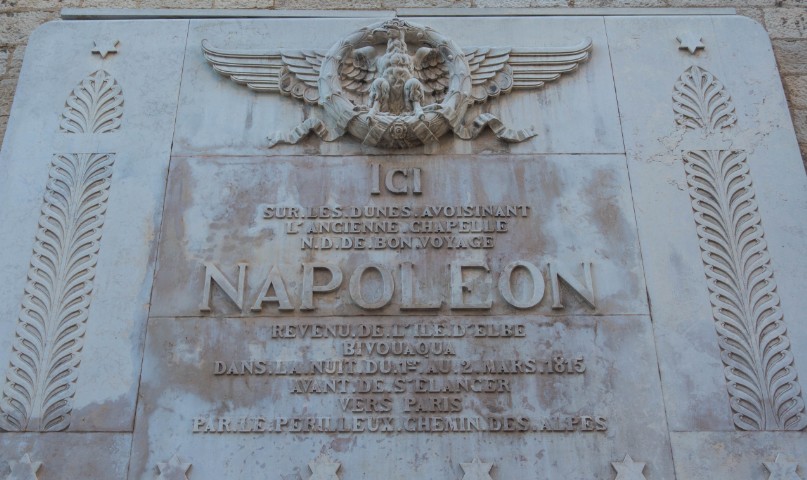 ICI
SUR.LES.DUNES.AVOISINANT
L'ANCIENNE.CHAPELLE
N.D.DE.BON.VOYAGE
NAPOLEON
REVENU.DE.L'ILE.D'ELBE
BIVOUAQUA
DANS.LA.NUIT.DU.1er.AU.2.MARS.1815
AVANT.DE.S'ELANCER
VERS PARIS
PAR.LE.PERILLEUX.CHEMIN.DES.ALPES